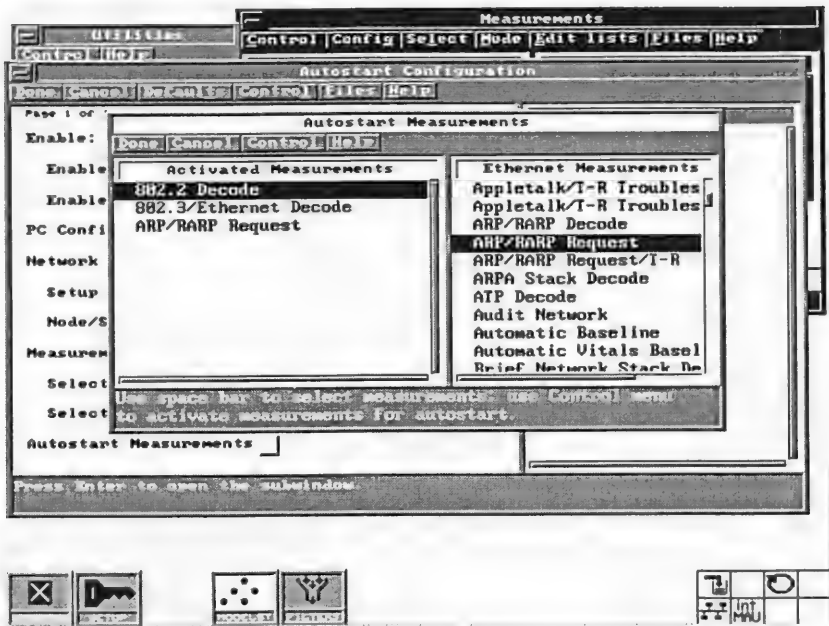 Measurements
Control Config Select Mode Edit lists Files Help
Utilities
Control Help
Autostart Configuration
Done Cancel Defaults Control Files Help
Page 1 of
Enable:
Enable
Enable
PC Confi
Network
Setup
Node/S
Measurem
Select
Select
Autostart Measurements
Autostart Measurements
Done Cancel Control Help
Activated Measurements
802.2 Decode
802.3/Ethernet Decode
ARP/RARP Request
Ethernet Measurements
Appletalk/I-R Troubles
Appletalk/I-R Troubles
ARP/RARP Decode
ARP/RARP Request
ARP/RARP Request/I-R
ARPA Stack Decode
ATP Decode
Audit Network
Automatic Baseline
Automatic Vitals Basel
Brief Network Stack De
Use space bar to select measurements; use Control menu
to activate measurements for autostart.
Press Enter to open the subwindow.
Int
MAU